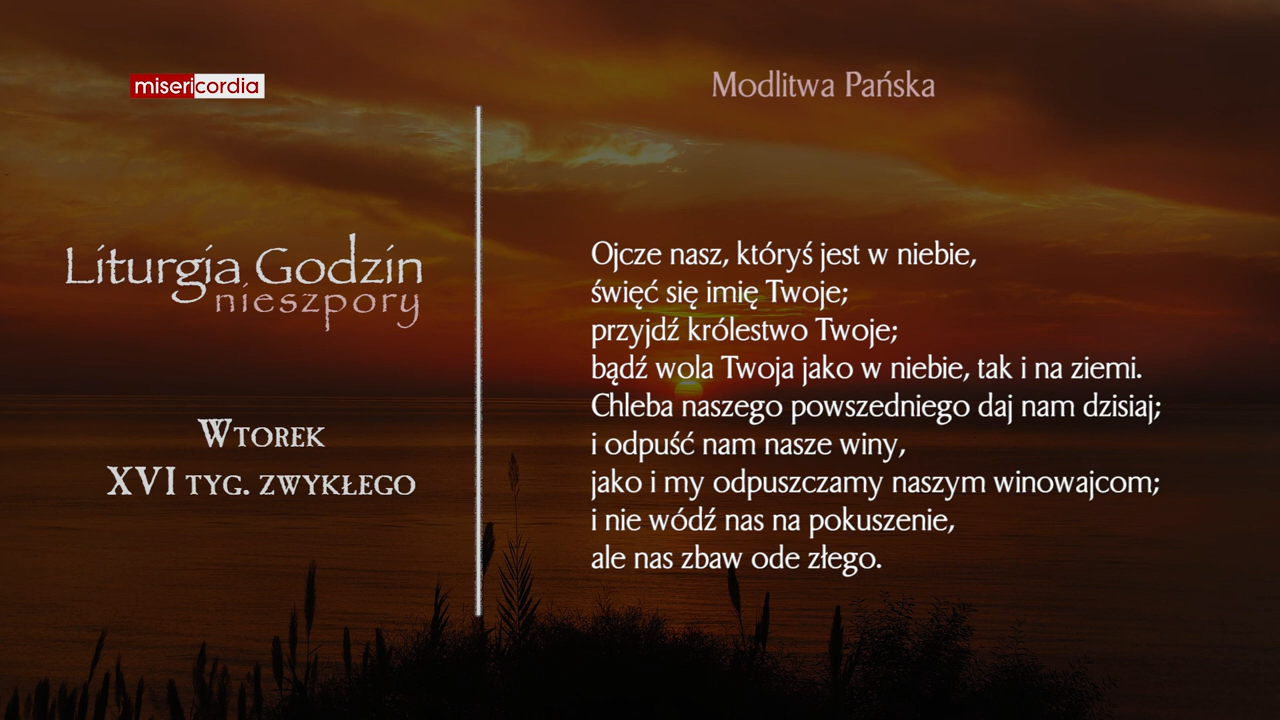 misericordia
Liturgia Godzin
nieszpory
Wtorek
XVI tyg. zwykłego
Modlitwa Pańska
Ojcze nasz, któryś jest w niebie,
święć się imię Twoje;
przyjdź królestwo Twoje;
bądź wola Twoja jako w niebie, tak i na ziemi.
Chleba naszego powszedniego daj nam dzisiaj;
i odpuść nam nasze winy,
jako i my odpuszczamy naszym winowajcom;
i nie wódź nas na pokuszenie,
ale nas zbaw ode złego.